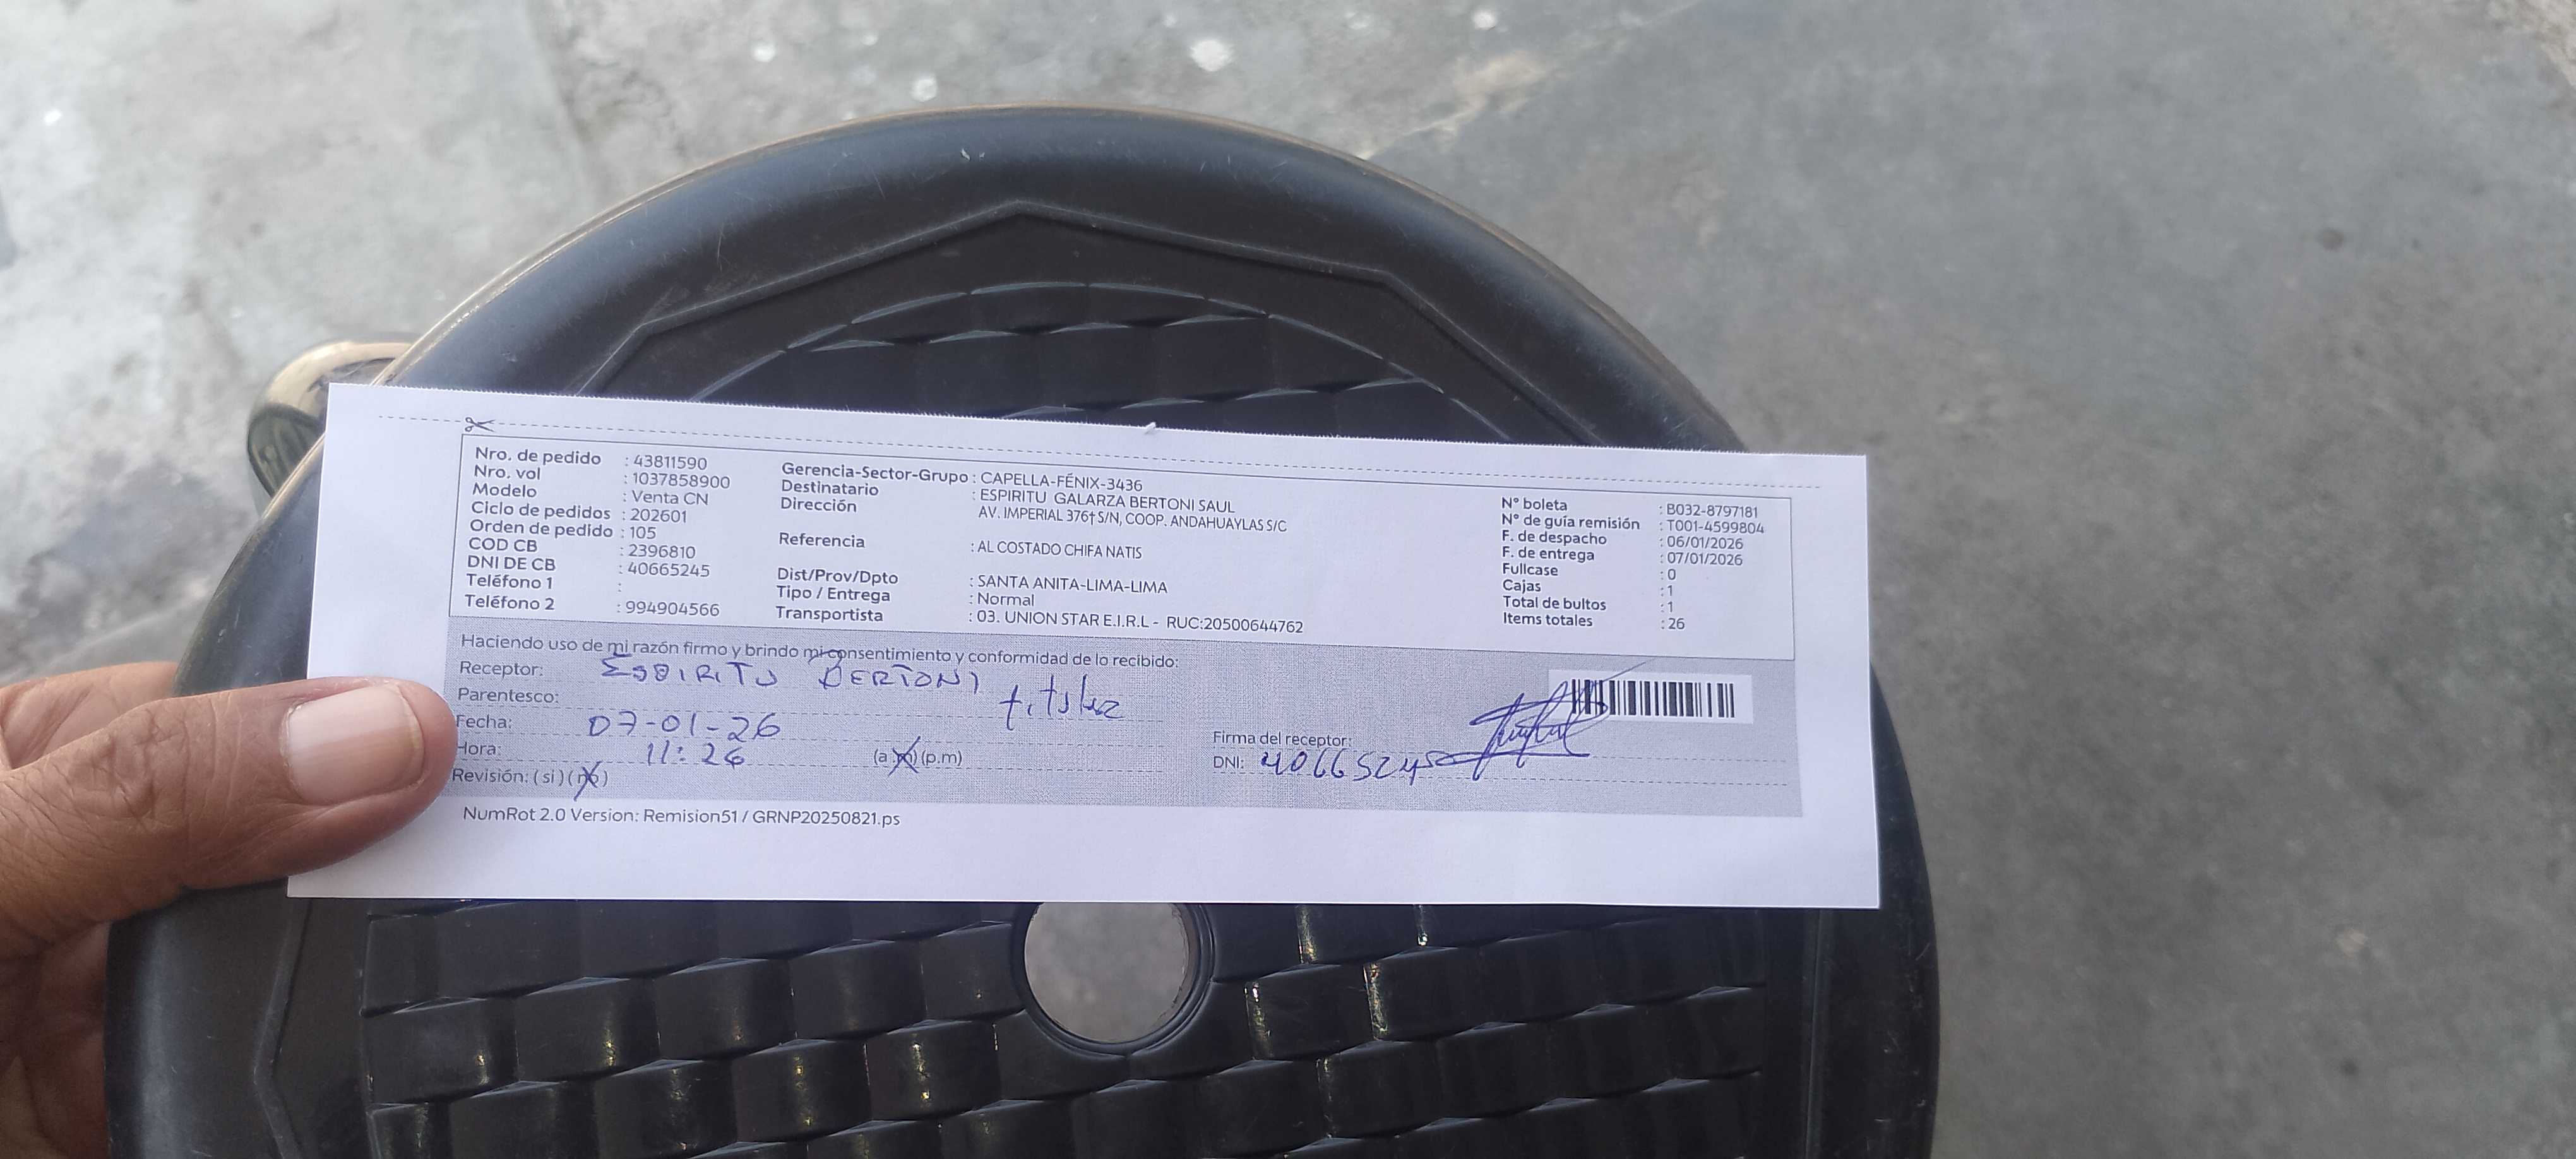 Nro. de pedido : 43811590
Nro. vol : 1037858900
Modelo : Venta CN
Ciclo de pedidos : 202601
Orden de pedido : 105
COD CB : 2396810
DNI DE CB : 40665245
Teléfono 1 :
Teléfono 2 : 994904566
Gerencia-Sector-Grupo : CAPELLA-FÉNIX-3436
Destinatario : ESPIRITU GALARZA BERTONI SAUL
Dirección AV. IMPERIAL 376† S/N, COOP. ANDAHUAYLAS S/C
Referencia : AL COSTADO CHIFA NATIS
Dist/Prov/Dpto : SANTA ANITA-LIMA-LIMA
Tipo / Entrega : Normal
Transportista : 03. UNION STAR E.I.R.L - RUC:20500644762
N° boleta : B032-8797181
N° de guía remisión : T001-4599804
F. de despacho : 06/01/2026
F. de entrega : 07/01/2026
Fullcase : 0
Cajas : 1
Total de bultos : 1
Items totales : 26
Haciendo uso de mi razón firmo y brindo mi consentimiento y conformidad de lo recibido:
Receptor: ESPIRITU BERTONI
Parentesco: titular
Fecha: 07-01-26
Hora: 11:26 (a.m) (p.m)
Revisión: ( si ) ( no )
Firma del receptor:
DNI: 40665245
NumRot 2.0 Version: Remision51 / GRNP20250821.ps